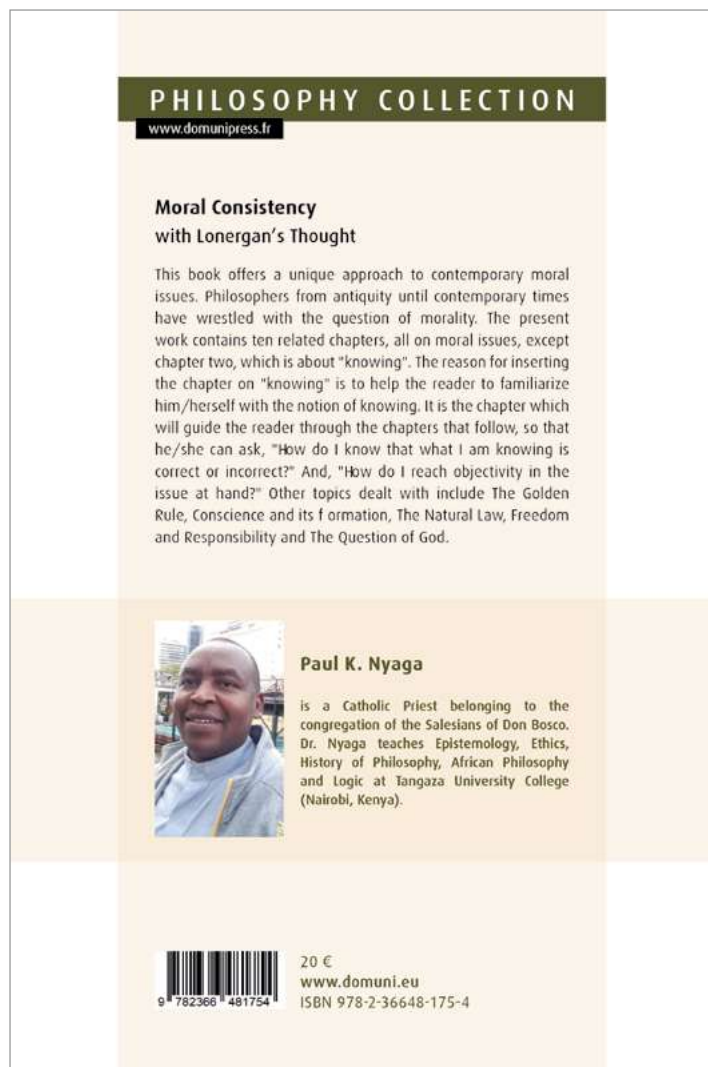 PHILOSOPHY COLLECTION
www.domunipress.fr
Moral Consistency
with Lonergan's Thought
This book offers a unique approach to contemporary moral
issues. Philosophers from antiquity until contemporary times
have wrestled with the question of morality. The present
work contains ten related chapters, all on moral issues, except
chapter two, which is about "knowing". The reason for inserting
the chapter on "knowing" is to help the reader to familiarize
him/herself with the notion of knowing. It is the chapter which
will guide the reader through the chapters that follow, so that
he/she can ask, "How do I know that what I am knowing is
correct or incorrect?" And, "How do I reach objectivity in the
issue at hand?" Other topics dealt with include The Golden
Rule, Conscience and its f ormation, The Natural Law, Freedom
and Responsibility and The Question of God.
Paul K. Nyaga
is a Catholic Priest belonging to the
congregation of the Salesians of Don Bosco.
Dr. Nyaga teaches Epistemology, Ethics,
History of Philosophy, African Philosophy
and Logic at Tangaza University College
(Nairobi, Kenya).
9 782366 481754
20 €
www.domuni.eu
ISBN 978-2-36648-175-4